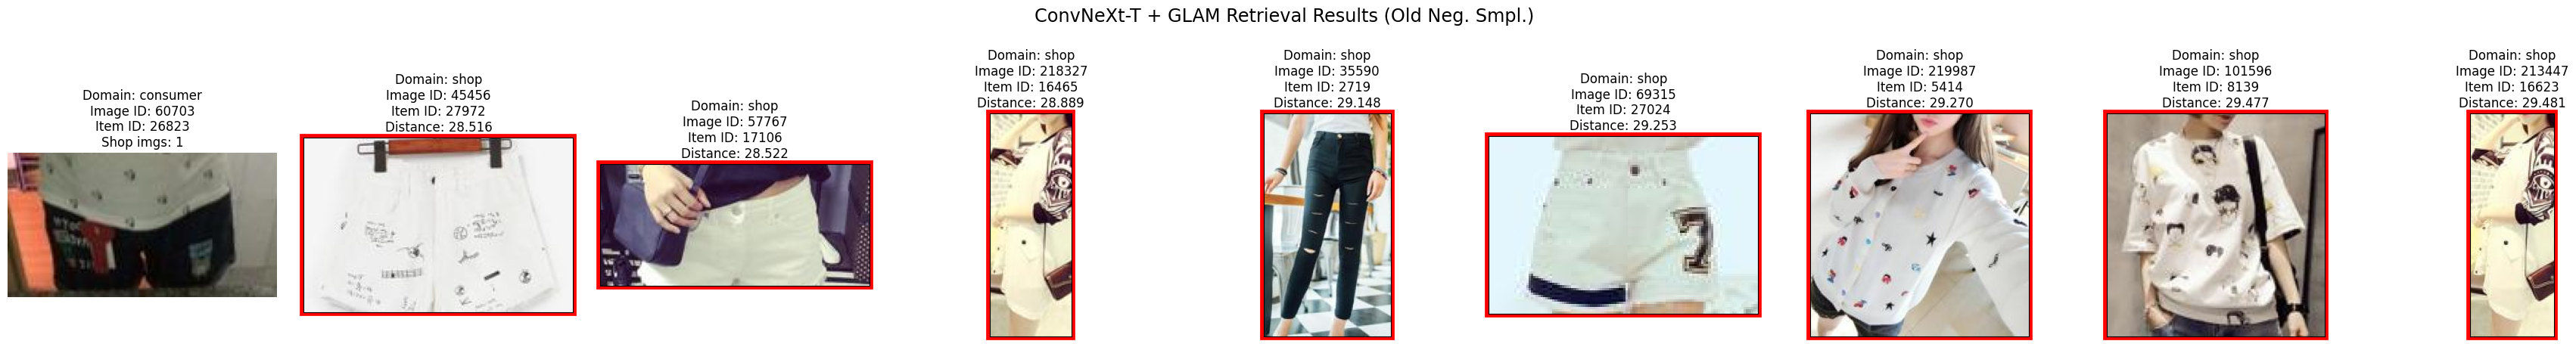 ConvNeXt-T + GLAM Retrieval Results (Old Neg. Smpl.)
Domain: consumer
Image ID: 60703
Item ID: 26823
Shop imgs: 1
Domain: shop
Image ID: 45456
Item ID: 27972
Distance: 28.516
Domain: shop
Image ID: 57767
Item ID: 17106
Distance: 28.522
Domain: shop
Image ID: 218327
Item ID: 16465
Distance: 28.889
Domain: shop
Image ID: 35590
Item ID: 2719
Distance: 29.148
Domain: shop
Image ID: 69315
Item ID: 27024
Distance: 29.253
Domain: shop
Image ID: 219987
Item ID: 5414
Distance: 29.270
Domain: shop
Image ID: 101596
Item ID: 8139
Distance: 29.477
Domain: shop
Image ID: 213447
Item ID: 16623
Distance: 29.481